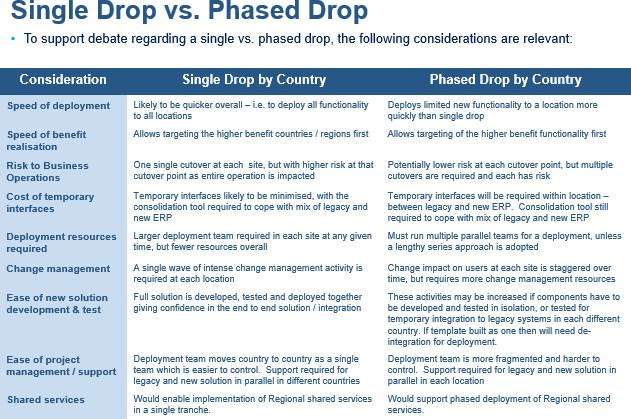 Single Drop vs. Phased Drop
• To support debate regarding a single vs. phased drop, the following considerations are relevant:
Consideration Single Drop by Country Phased Drop by Country
Speed of deployment
Likely to be quicker overall – i.e. to deploy all functionality
to all locations
Deploys limited new functionality to a location more
quickly than single drop
Speed of benefit
realisation
Allows targeting the higher benefit countries / regions first
Allows targeting of the higher benefit functionality first
Risk to Business
Operations
One single cutover at each site, but with higher risk at that
cutover point as entire operation is impacted
Potentially lower risk at each cutover point, but multiple
cutovers are required and each has risk
Cost of temporary
interfaces
Temporary interfaces likely to be minimised, with the
consolidation tool required to cope with mix of legacy and
new ERP
Temporary interfaces will be required within location –
between legacy and new ERP. Consolidation tool still
required to cope with mix of legacy and new ERP
Deployment resources
required
Larger deployment team required in each site at any given
time, but fewer resources overall
Must run multiple parallel teams for a deployment, unless
a lengthy series approach is adopted
Change management
A single wave of intense change management activity is
required at each location
Change impact on users at each site is staggered over
time, but requires more change management resources
Ease of new solution
development & test
Full solution is developed, tested and deployed together
giving confidence in the end to end solution / integration
These activities may be increased if components have to
be developed and tested in isolation, or tested for
temporary integration to legacy systems in each different
country. If template built as one then will need de-
integration for deployment.
Ease of project
management / support
Deployment team moves country to country as a single
team which is easier to control. Support required for
legacy and new solution in parallel in different countries
Deployment team is more fragmented and harder to
control. Support required for legacy and new solution in
parallel in each location
Shared services
Would enable implementation of Regional shared services
in a single tranche.
Would support phased deployment of Regional shared
services.